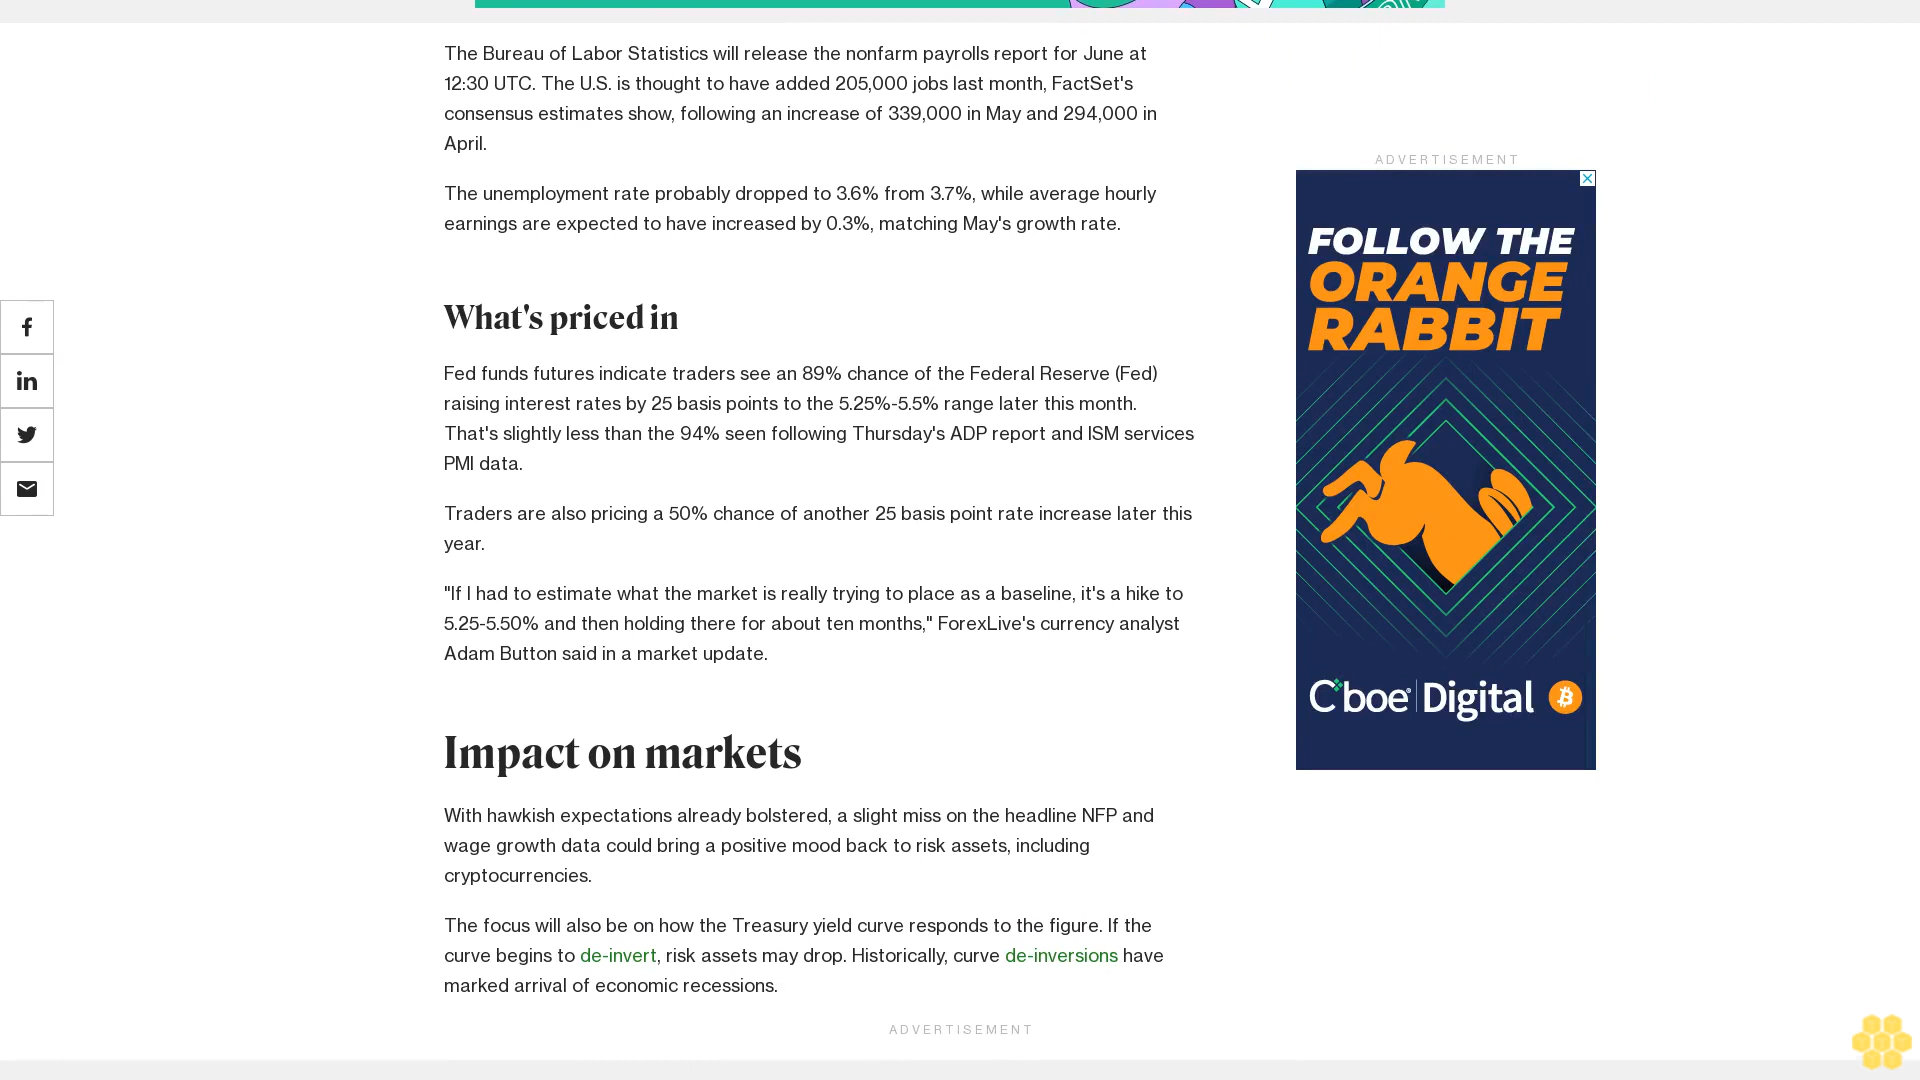 The Bureau of Labor Statistics will release the nonfarm payrolls report for June at
12:30 UTC. The U.S. is thought to have added 205,000 jobs last month, FactSet's
consensus estimates show, following an increase of 339,000 in May and 294,000 in
April.
The unemployment rate probably dropped to 3.6% from 3.7%, while average hourly
earnings are expected to have increased by 0.3%, matching May's growth rate.
What's priced in
Fed funds futures indicate traders see an 89% chance of the Federal Reserve (Fed)
raising interest rates by 25 basis points to the 5.25%-5.5% range later this month.
That's slightly less than the 94% seen following Thursday's ADP report and ISM services
PMI data.
Traders are also pricing a 50% chance of another 25 basis point rate increase later this
year.
"If I had to estimate what the market is really trying to place as a baseline, it's a hike to
5.25-5.50% and then holding there for about ten months," ForexLive's currency analyst
Adam Button said in a market update.
Impact on markets
With hawkish expectations already bolstered, a slight miss on the headline NFP and
wage growth data could bring a positive mood back to risk assets, including
cryptocurrencies.
The focus will also be on how the Treasury yield curve responds to the figure. If the
curve begins to de-invert, risk assets may drop. Historically, curve de-inversions have
marked arrival of economic recessions.
ADVERTISEMENT
ADVERTISEMENT
FOLLOW THE
ORANGE
RABBIT
Cboe® Digital